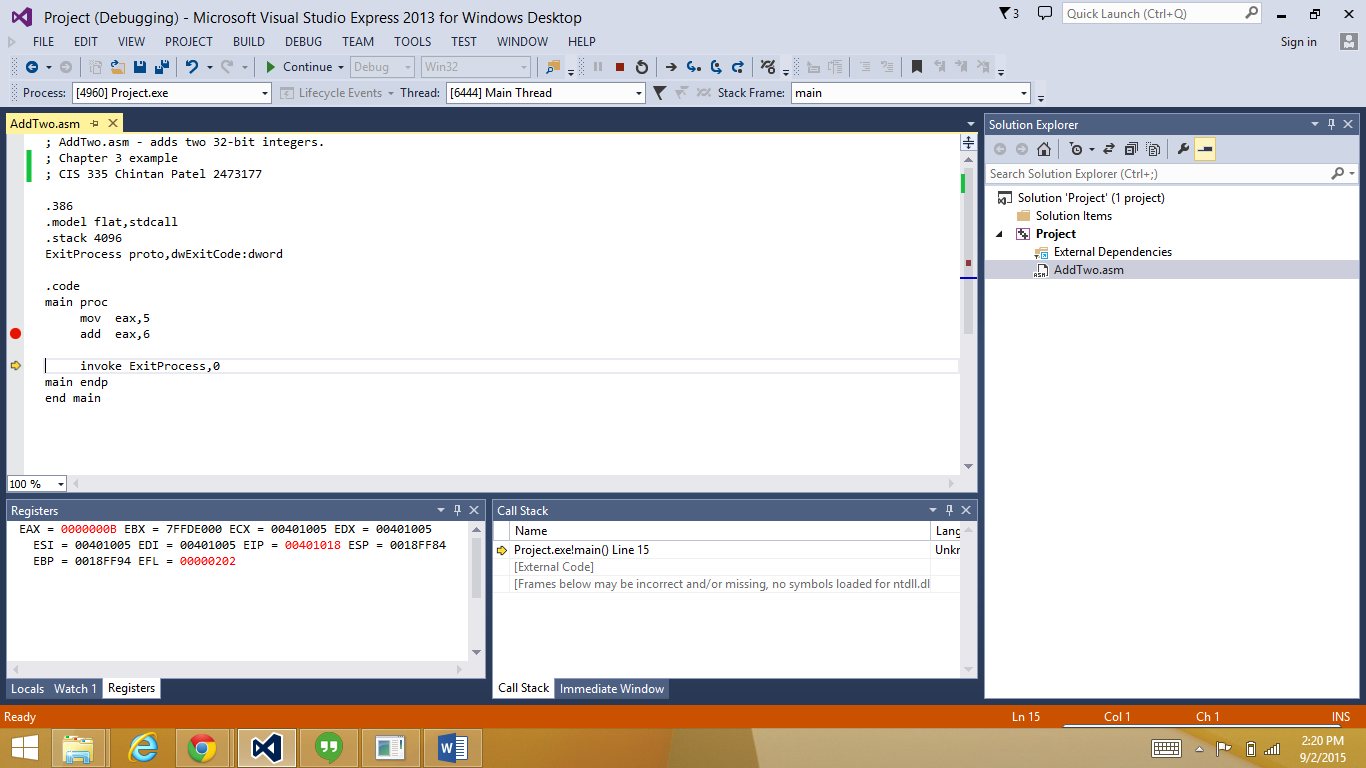 Project (Debugging) - Microsoft Visual Studio Express 2013 for Windows Desktop
3
Quick Launch (Ctrl+Q)
FILE EDIT VIEW PROJECT BUILD DEBUG TEAM TOOLS TEST WINDOW HELP
Sign in
Continue Debug Win32
Process: [4960] Project.exe Lifecycle Events Thread: [6444] Main Thread Stack Frame: main
AddTwo.asm
; AddTwo.asm - adds two 32-bit integers.
; Chapter 3 example
; CIS 335 Chintan Patel 2473177
.386
.model flat,stdcall
.stack 4096
ExitProcess proto,dwExitCode:dword
.code
main proc
mov eax,5
add eax,6
invoke ExitProcess,0
main endp
end main
100 %
Solution Explorer
Search Solution Explorer (Ctrl+;)
Solution 'Project' (1 project)
Solution Items
Project
External Dependencies
AddTwo.asm
Registers
EAX = 0000000B EBX = 7FFDE000 ECX = 00401005 EDX = 00401005
ESI = 00401005 EDI = 00401005 EIP = 00401018 ESP = 0018FF84
EBP = 0018FF94 EFL = 00000202
Locals Watch 1 Registers
Call Stack
Name Lang
Project.exe!main() Line 15 Unkr
[External Code]
[Frames below may be incorrect and/or missing, no symbols loaded for ntdll.dl
Call Stack Immediate Window
Ready Ln 15 Col 1 Ch 1 INS
2:20 PM
9/2/2015